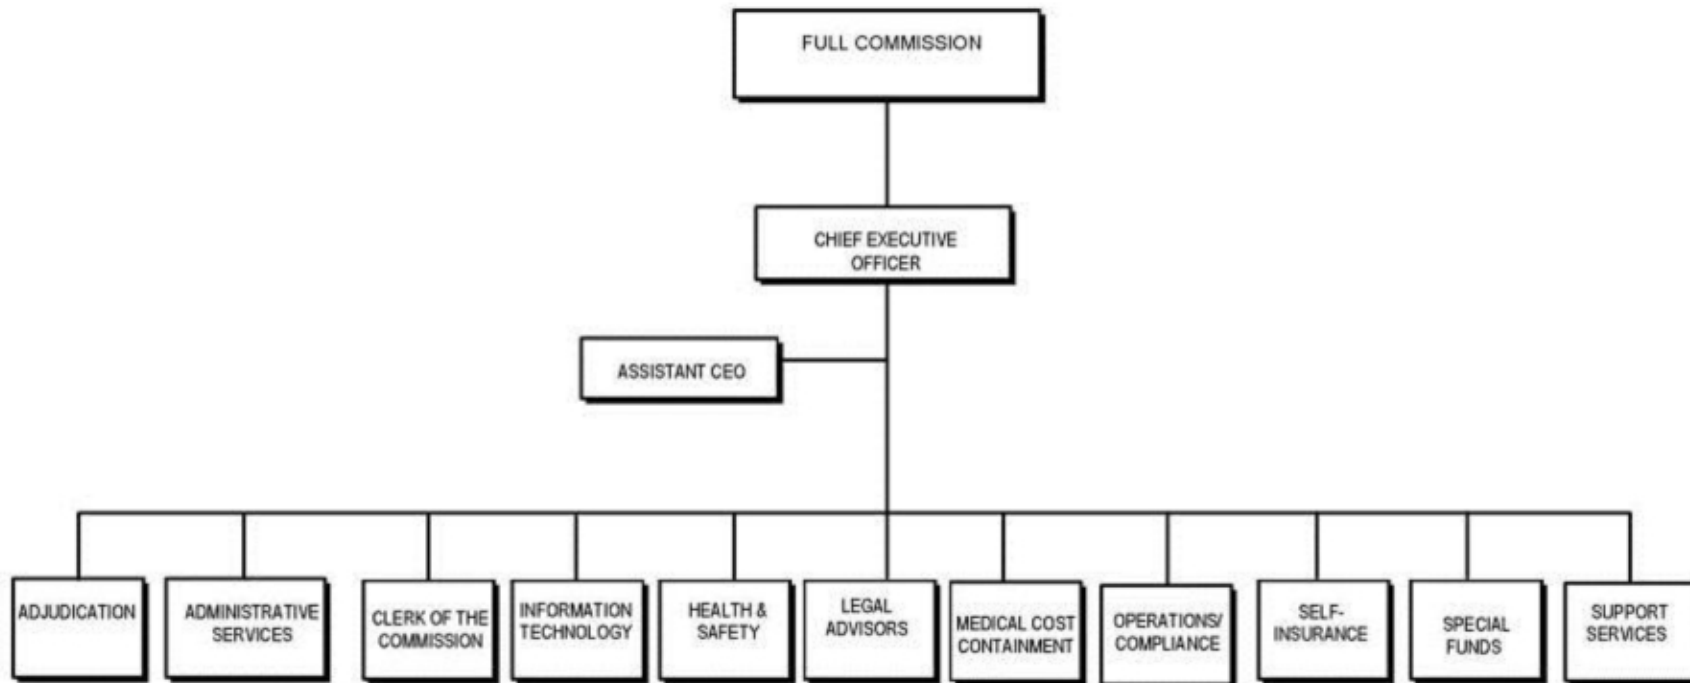 FULL COMMISSION
CHIEF EXECUTIVE
OFFICER
ASSISTANT CEO
ADJUDICATION
ADMINISTRATIVE
SERVICES
CLERK OF THE
COMMISSION
INFORMATION
TECHNOLOGY
HEALTH &
SAFETY
LEGAL
ADVISORS
MEDICAL COST
CONTAINMENT
OPERATIONS/
COMPLIANCE
SELF-
INSURANCE
SPECIAL
FUNDS
SUPPORT
SERVICES